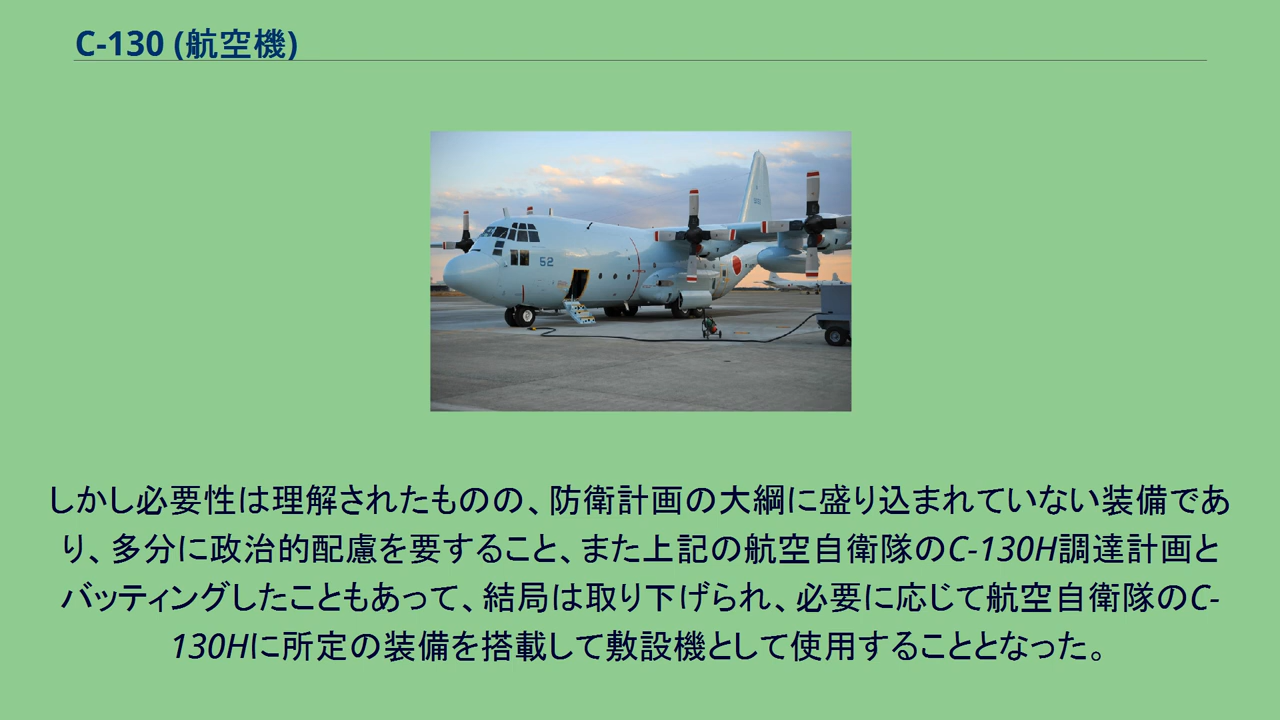 C-130 (航空機)
52
しかし必要性は理解されたものの、防衛計画の大綱に盛り込まれていない装備であ
り、多分に政治的配慮を要すること、また上記の航空自衛隊のC-130H調達計画と
バッティングしたこともあって、結局は取り下げられ、必要に応じて航空自衛隊のC-
130Hに所定の装備を搭載して敷設機として使用することとなった。